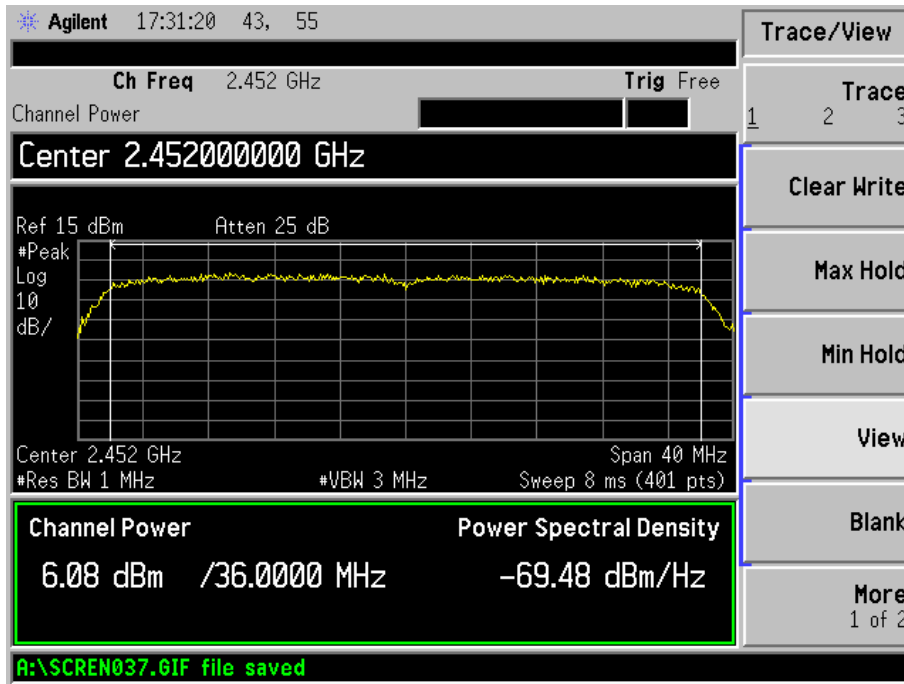 Agilent 17:31:20 43, 55
Trace/View
Ch Freq 2.452 GHz Trig Free
Channel Power
Trace
1 2 3
Center 2.452000000 GHz
Clear Write
Ref 15 dBm Atten 25 dB
#Peak
Log
10
dB/
Max Hold
Min Hold
View
Center 2.452 GHz Span 40 MHz
#Res BW 1 MHz #VBW 3 MHz Sweep 8 ms (401 pts)
Channel Power Power Spectral Density
Blank
6.08 dBm /36.0000 MHz -69.48 dBm/Hz
More
1 of 2
A:\SCREN037.GIF file saved